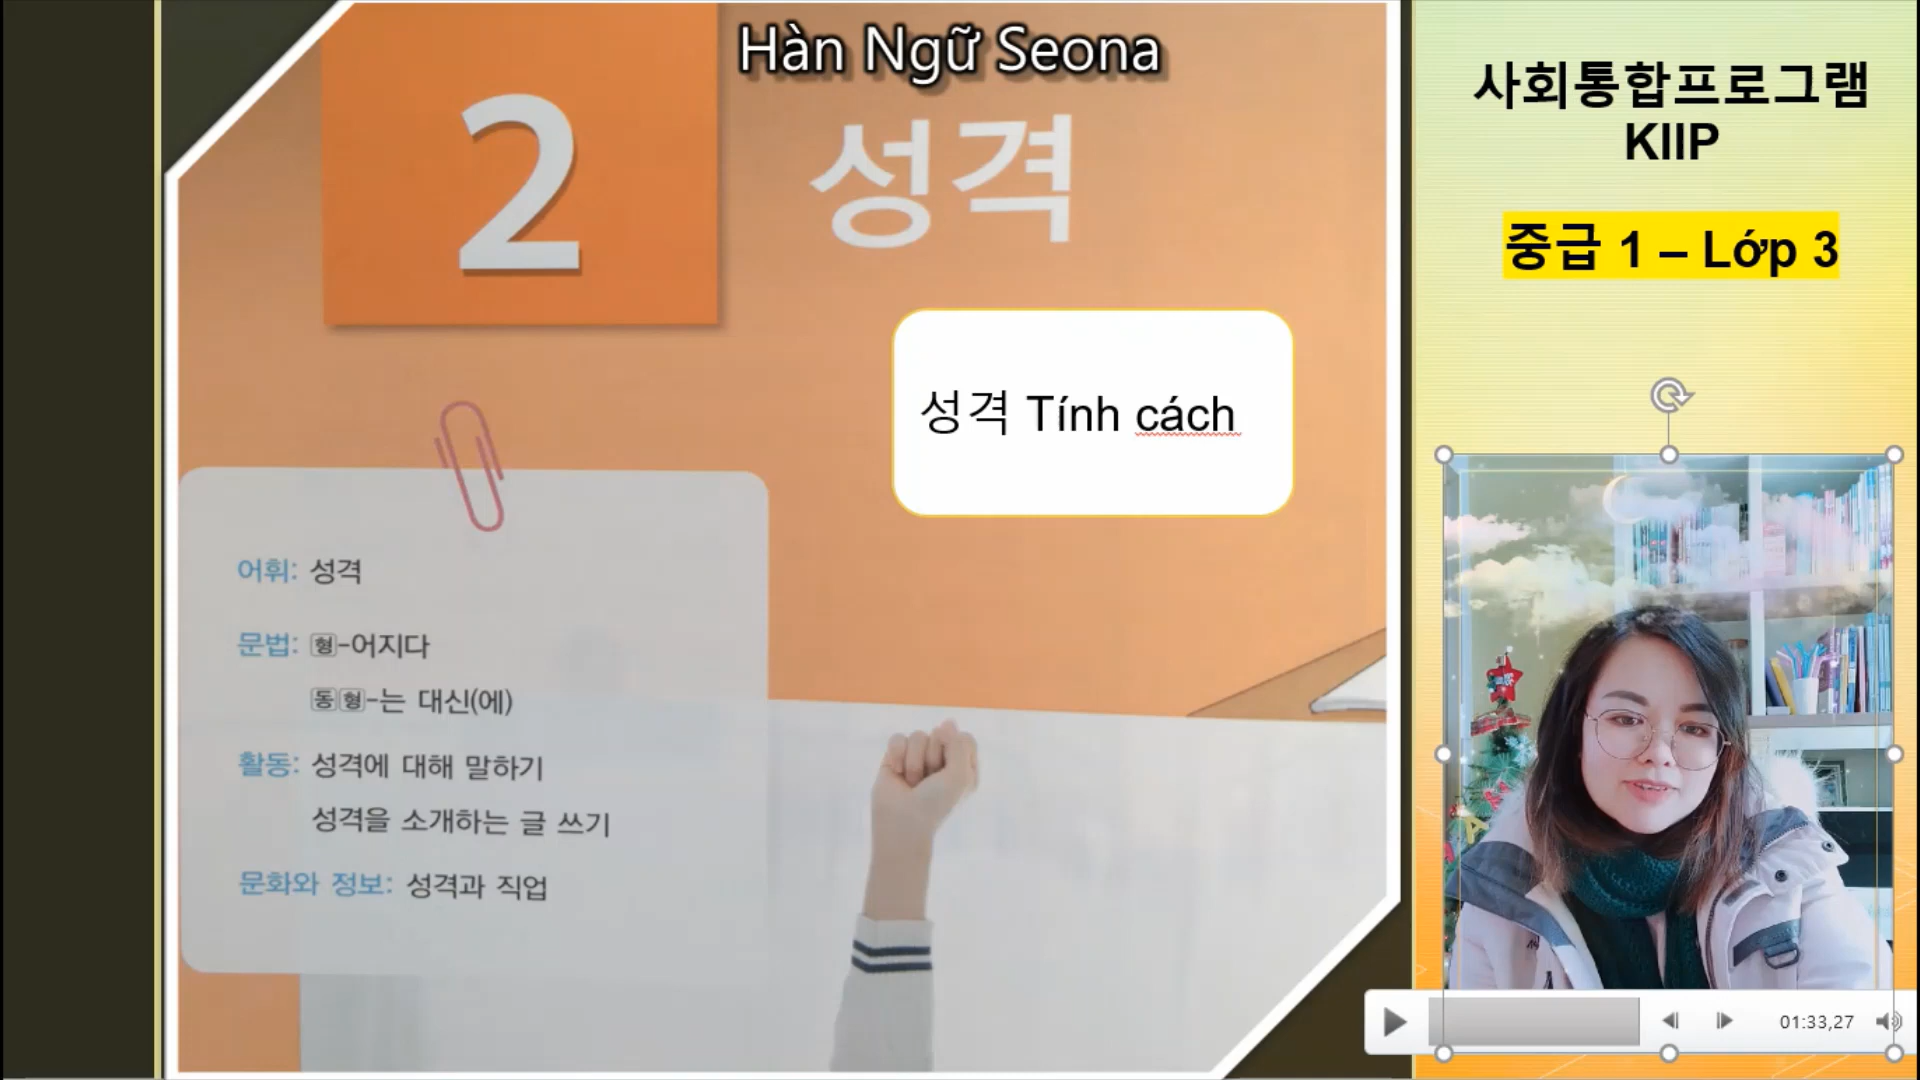 Hàn Ngữ Seona
2
성격
성격 Tính cách
어휘: 성격
문법: 형-어지다
동형-는 대신(에)
활동: 성격에 대해 말하기
성격을 소개하는 글 쓰기
문화와 정보: 성격과 직업
사회통합프로그램
KIIP
중급 1 – Lớp 3
01:33,27